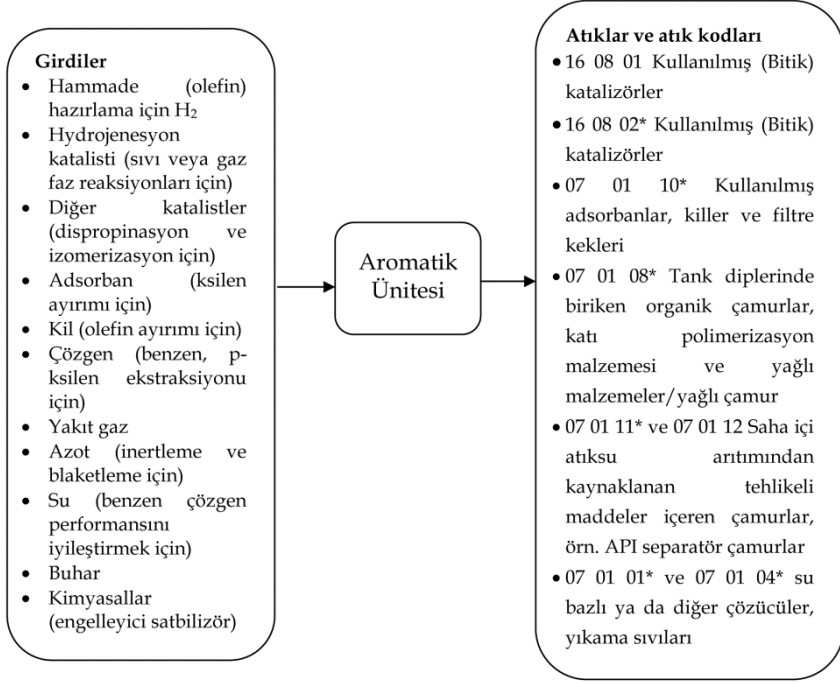 Girdiler
• Hammade (olefin)
hazırlama için H₂
• Hydrojenesyon
katalisti (sıvı veya gaz
faz reaksiyonları için)
• Diğer katalistler
(dispropinasyon ve
izomerizasyon için)
• Adsorban (ksilen
ayırımı için)
• Kil (olefin ayırımı için)
• Çözgen (benzen, p-
ksilen ekstraksiyonu
için)
• Yakıt gaz
• Azot (inertleme ve
blaketleme için)
• Su (benzen çözgen
performansını
iyileştirmek için)
• Buhar
• Kimyasallar
(engelleyici satbilizör)
Aromatik
Ünitesi
Atıklar ve atık kodları
• 16 08 01 Kullanılmış (Bitik)
katalizörler
• 16 08 02* Kullanılmış (Bitik)
katalizörler
• 07 01 10* Kullanılmış
adsorbanlar, killer ve filtre
kekleri
• 07 01 08* Tank diplerinde
biriken organik çamurlar,
katı polimerizasyon
malzemesi ve yağlı
malzemeler/yağlı çamur
• 07 01 11* ve 07 01 12 Saha içi
atıksu arıtımından
kaynaklanan tehlikeli
maddeler içeren çamurlar,
örn. API separatör çamurlar
• 07 01 01* ve 07 01 04* su
bazlı ya da diğer çözücüler,
yıkama sıvıları